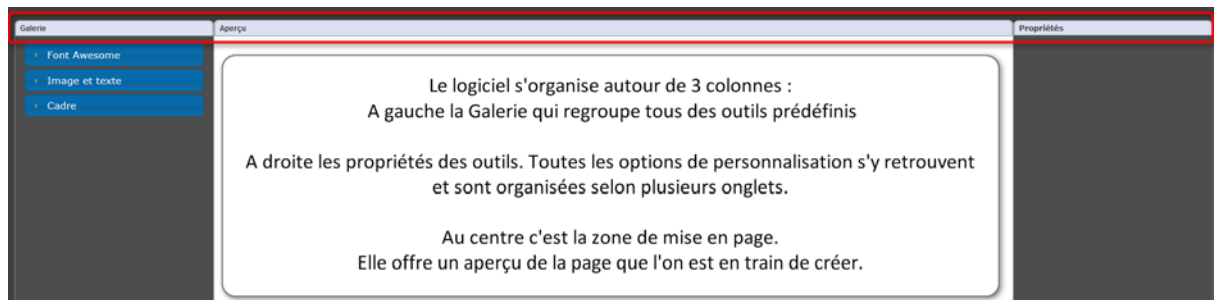 Galerie
Aperçu
Propriétés
Font Awesome
Image et texte
Cadre
Le logiciel s'organise autour de 3 colonnes :
A gauche la Galerie qui regroupe tous des outils prédéfinis
A droite les propriétés des outils. Toutes les options de personnalisation s'y retrouvent
et sont organisées selon plusieurs onglets.
Au centre c'est la zone de mise en page.
Elle offre un aperçu de la page que l'on est en train de créer.